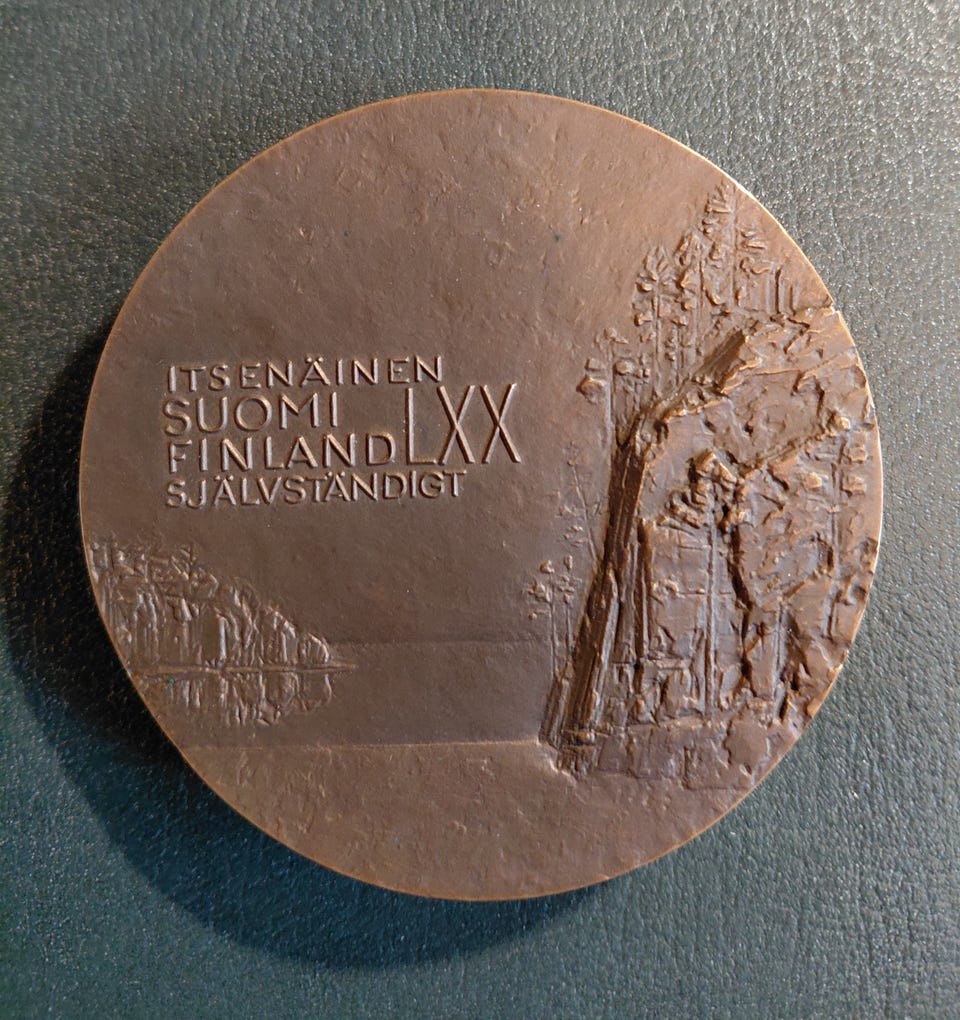 ITSENÄINEN
SUOMI
FINLAND LXX
SJÄLVSTÄNDIGT